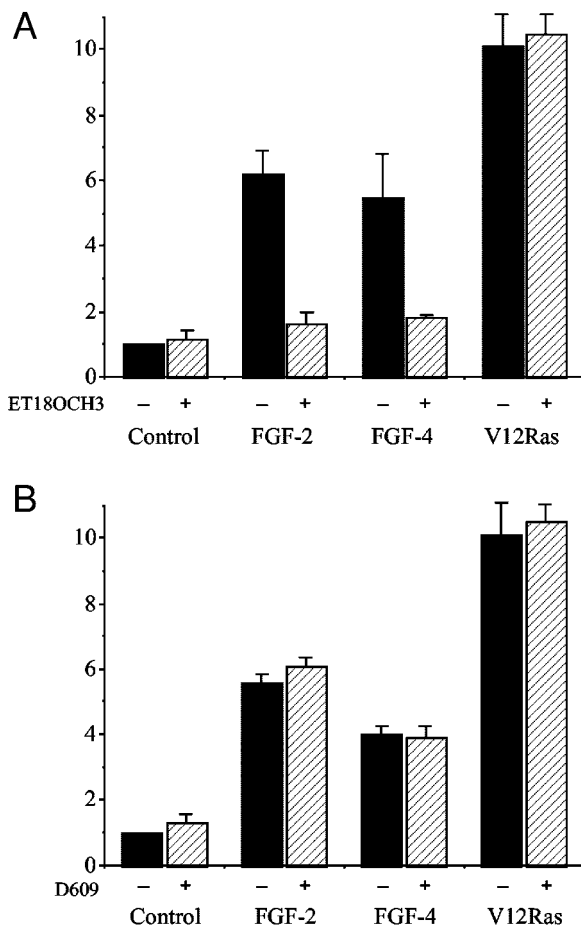 A
10
8
6
4
2
0
ET18OCH3 – + – + – + – +
Control FGF-2 FGF-4 V12Ras
B
10
8
6
4
2
0
D609 – + – + – + – +
Control FGF-2 FGF-4 V12Ras